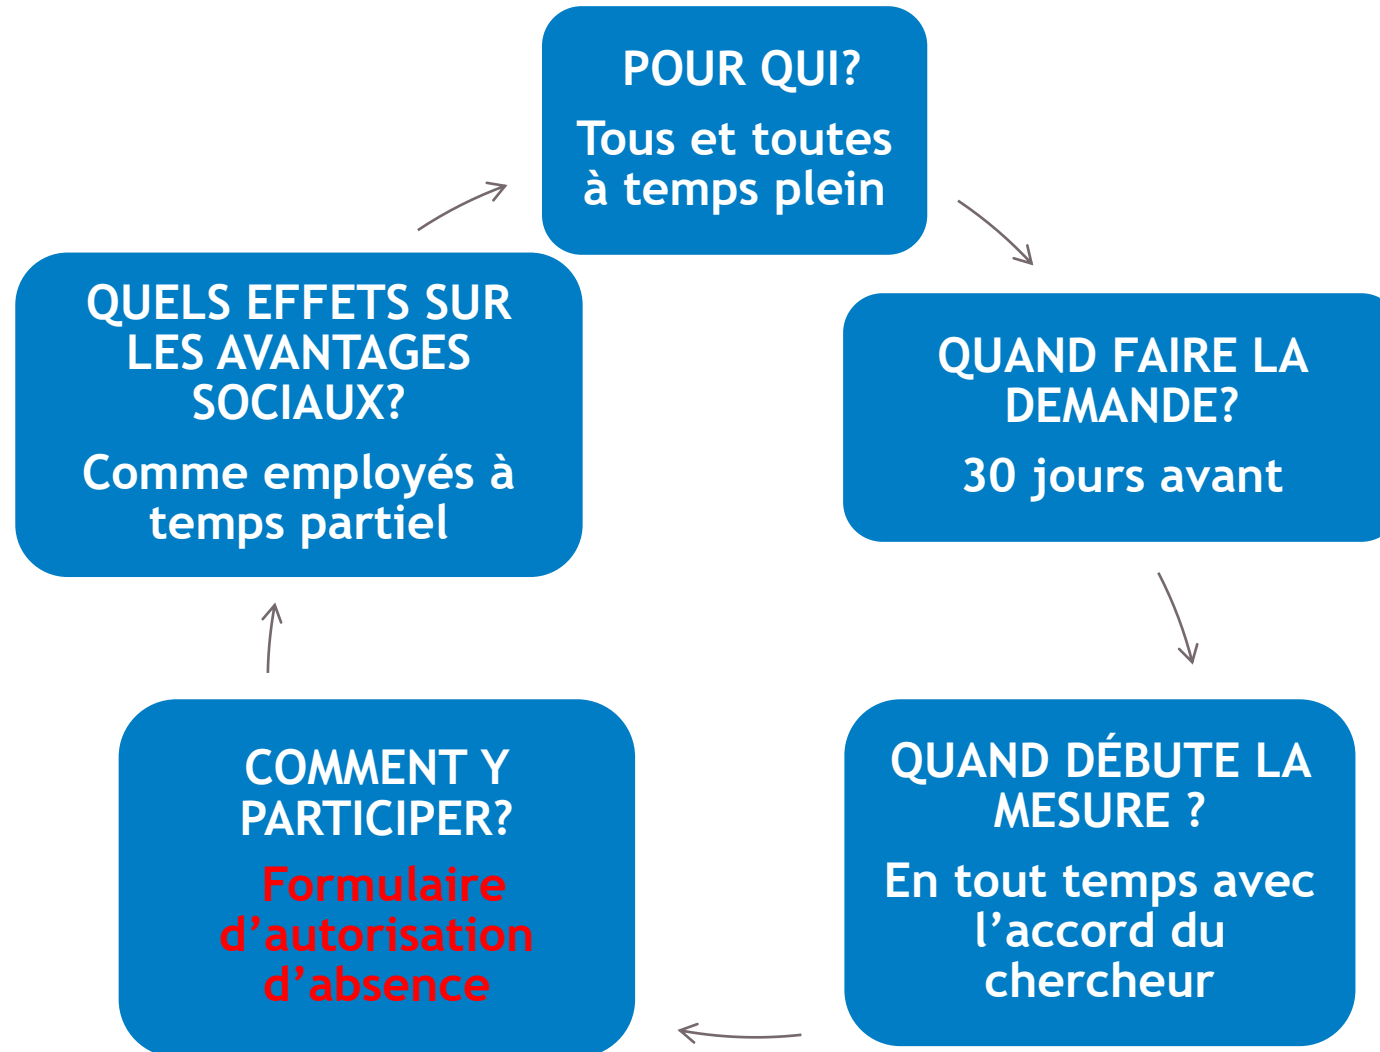 POUR QUI?
Tous et toutes
à temps plein
QUAND FAIRE LA
DEMANDE?
30 jours avant
QUAND DÉBUTE LA
MESURE ?
En tout temps avec
l’accord du
chercheur
COMMENT Y
PARTICIPER?
Formulaire
d’autorisation
d’absence
QUELS EFFETS SUR
LES AVANTAGES
SOCIAUX?
Comme employés à
temps partiel